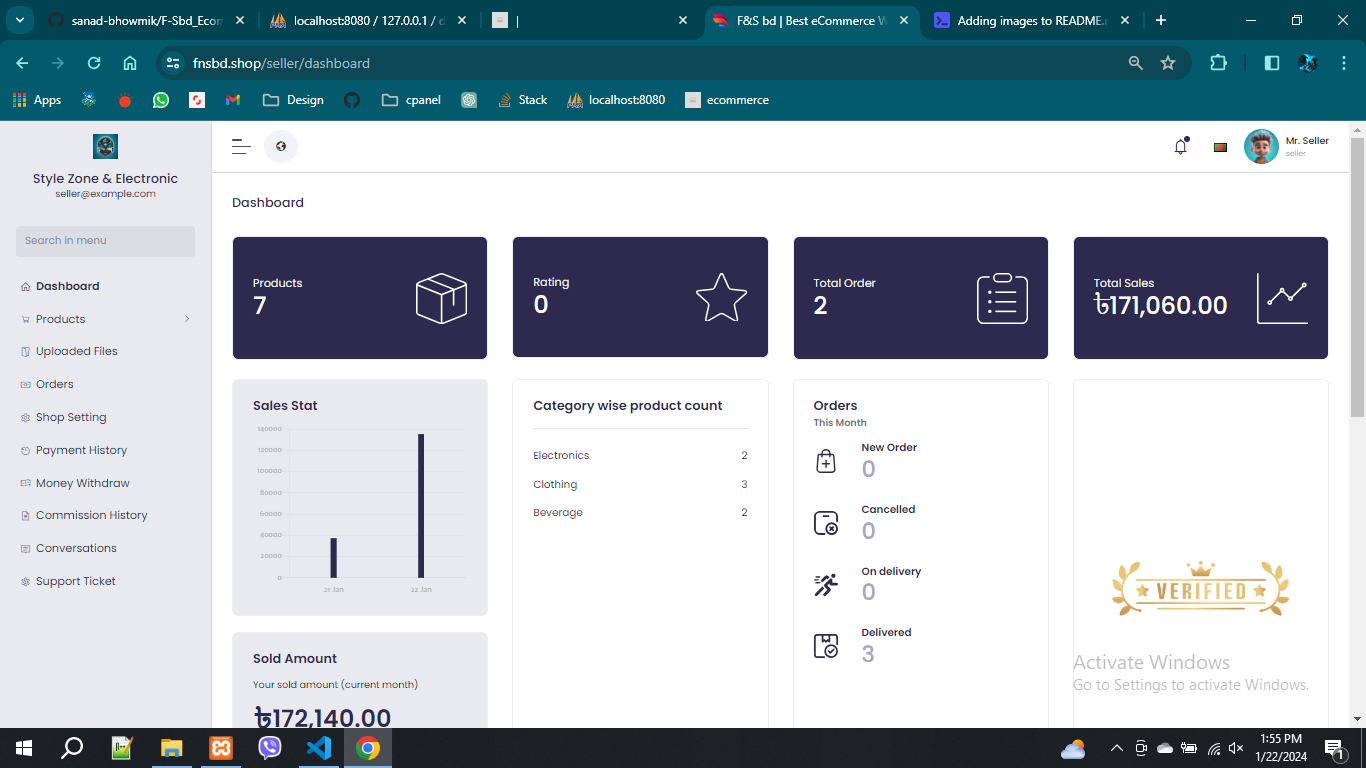 sanad-bhowmik/F-Sbd_Ecom
localhost:8080 / 127.0.0.1 / d
|
F&S bd | Best eCommerce W
Adding images to README.m
fnsbd.shop/seller/dashboard
Apps
Design
cpanel
Stack
localhost:8080
ecommerce
Style Zone & Electronic
seller@example.com
Search in menu
Dashboard
Products
Uploaded Files
Orders
Shop Setting
Payment History
Money Withdraw
Commission History
Conversations
Support Ticket
Mr. Seller
seller
Dashboard
Products
7
Rating
0
Total Order
2
Total Sales
৳171,060.00
Sales Stat
140000
120000
100000
80000
60000
40000
20000
0
21 Jan
22 Jan
Sold Amount
Your sold amount (current month)
৳172,140.00
Category wise product count
Electronics 2
Clothing 3
Beverage 2
Orders
This Month
New Order
0
Cancelled
0
On delivery
0
Delivered
3
VERIFIED
Activate Windows
Go to Settings to activate Windows.
1:55 PM
1/22/2024
1